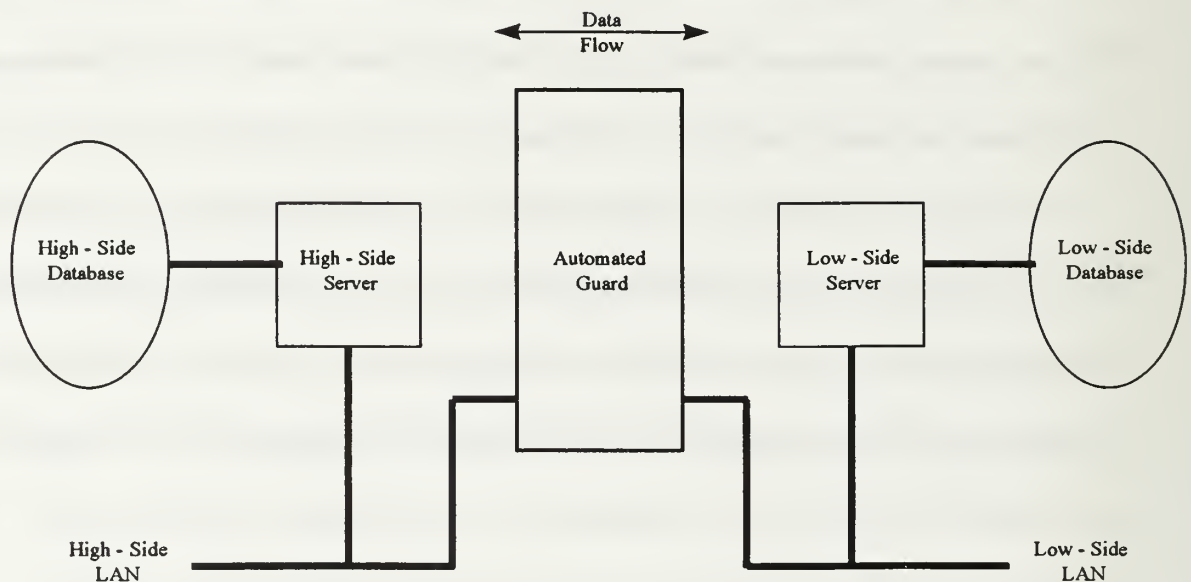 Data
Flow
High - Side
Database
High - Side
Server
Automated
Guard
Low - Side
Server
Low - Side
Database
High - Side
LAN
Low - Side
LAN